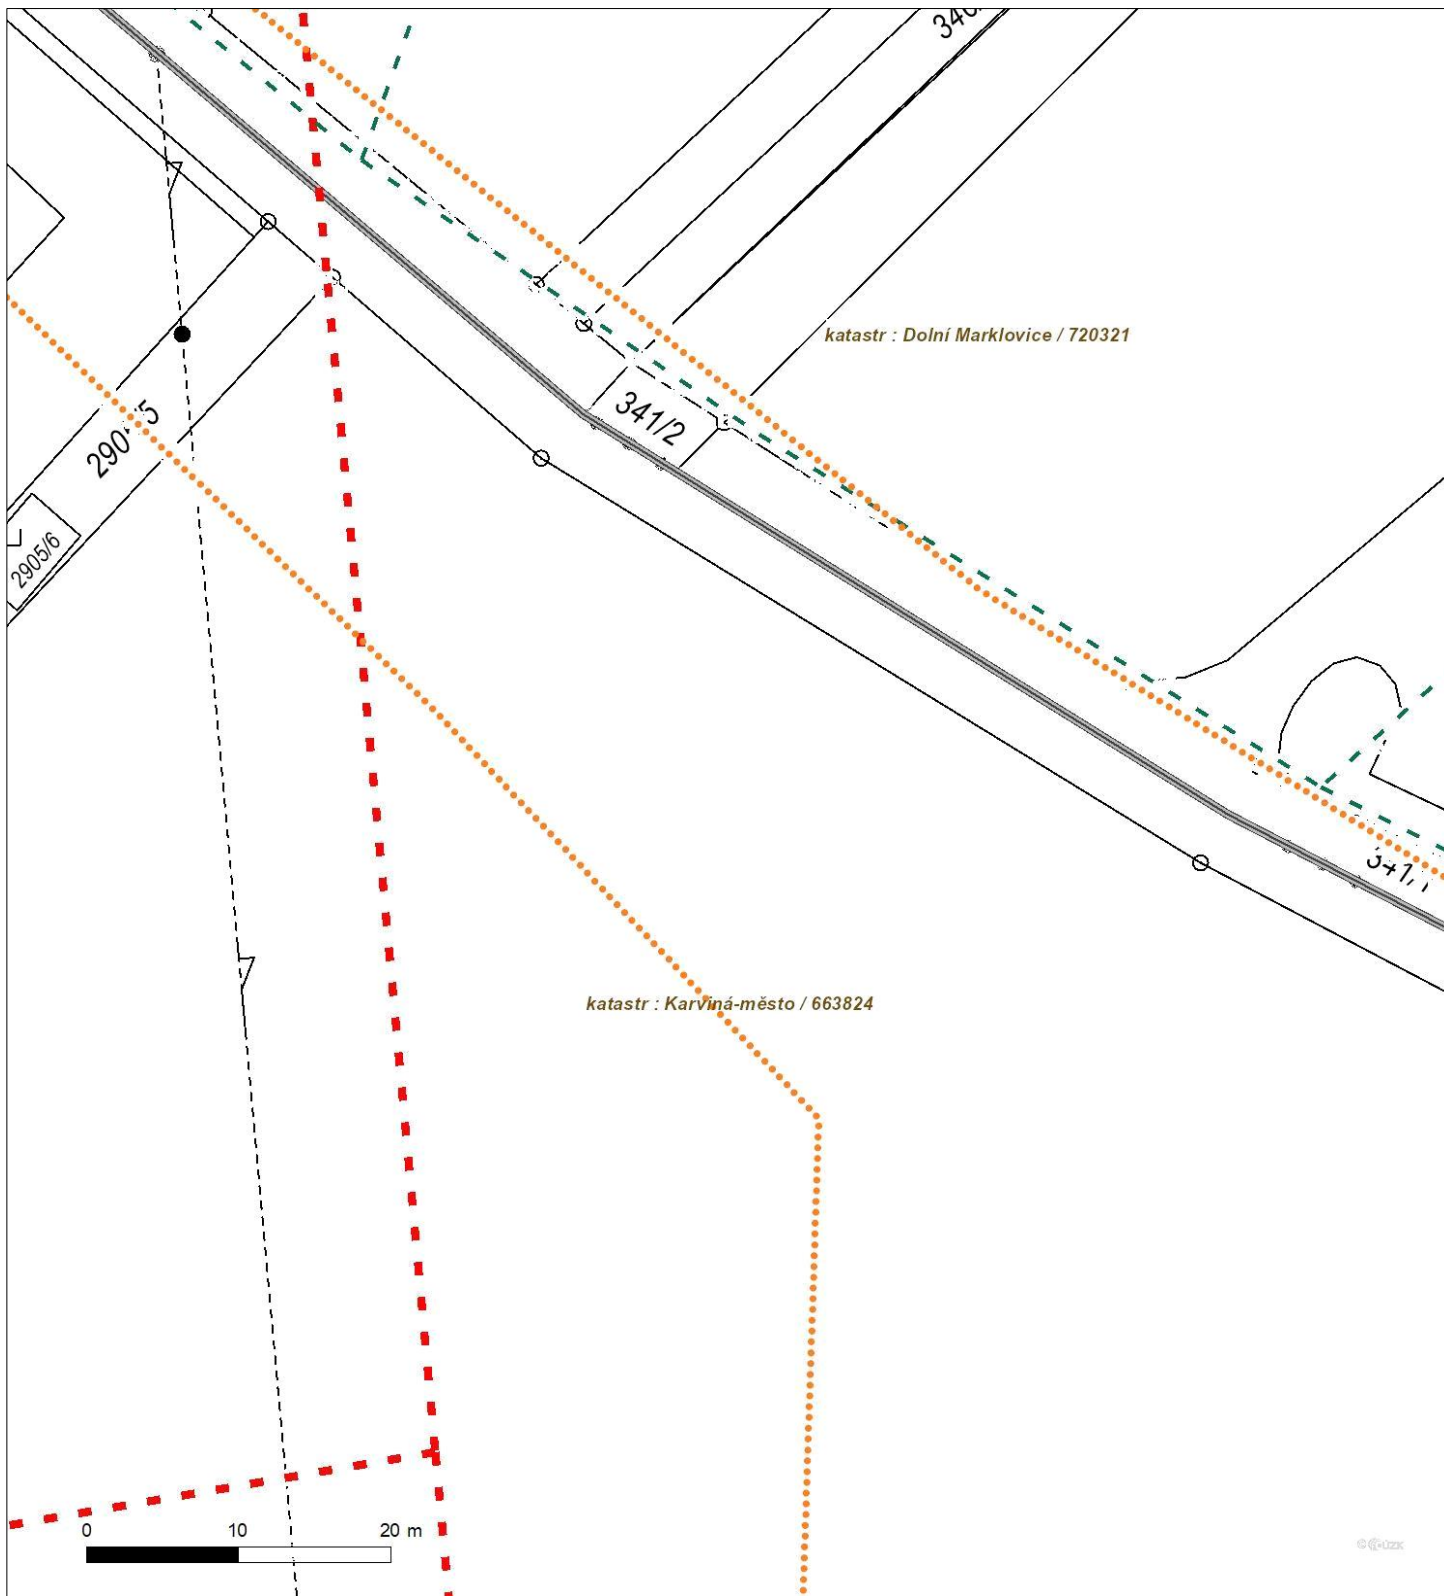 katastr : Dolní Marklovice / 720321
341/2
2905/6
katastr : Karviná-město / 663824
0 10 20 m